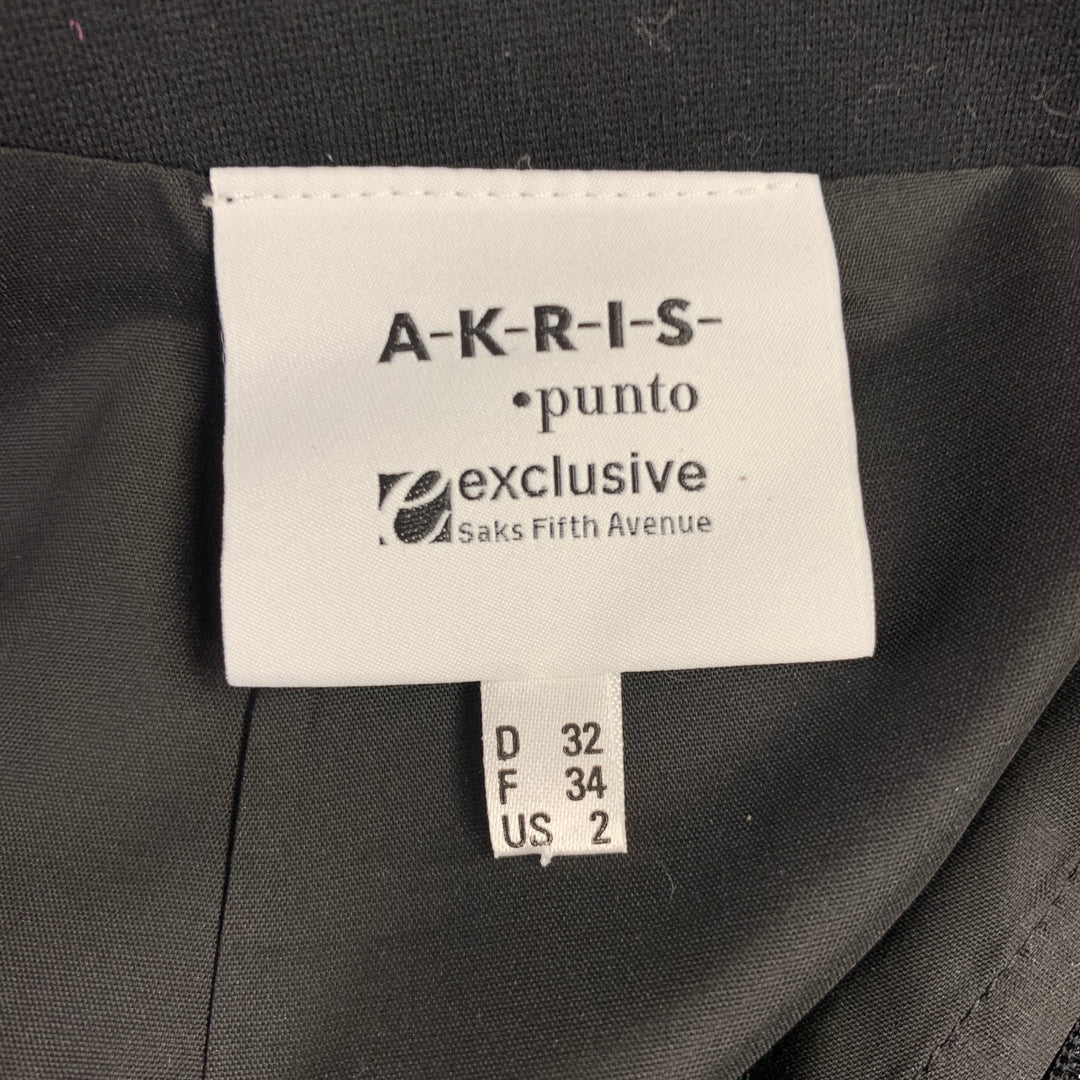 A-K-R-I-S-
•punto
exclusive
Saks Fifth Avenue
D 32
F 34
US 2